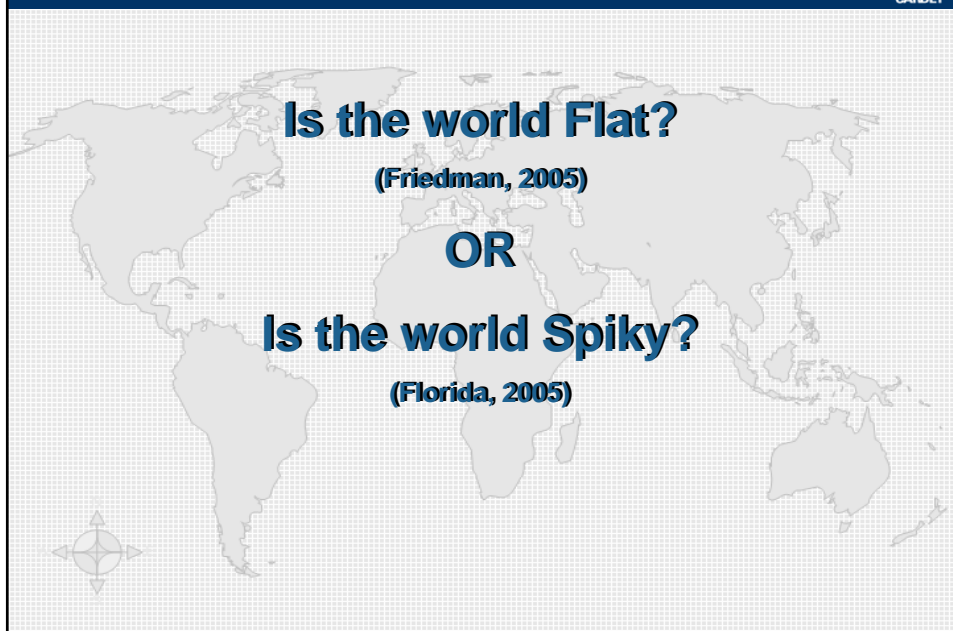 Is the world Flat?
(Friedman, 2005)
OR
Is the world Spiky?
(Florida, 2005)